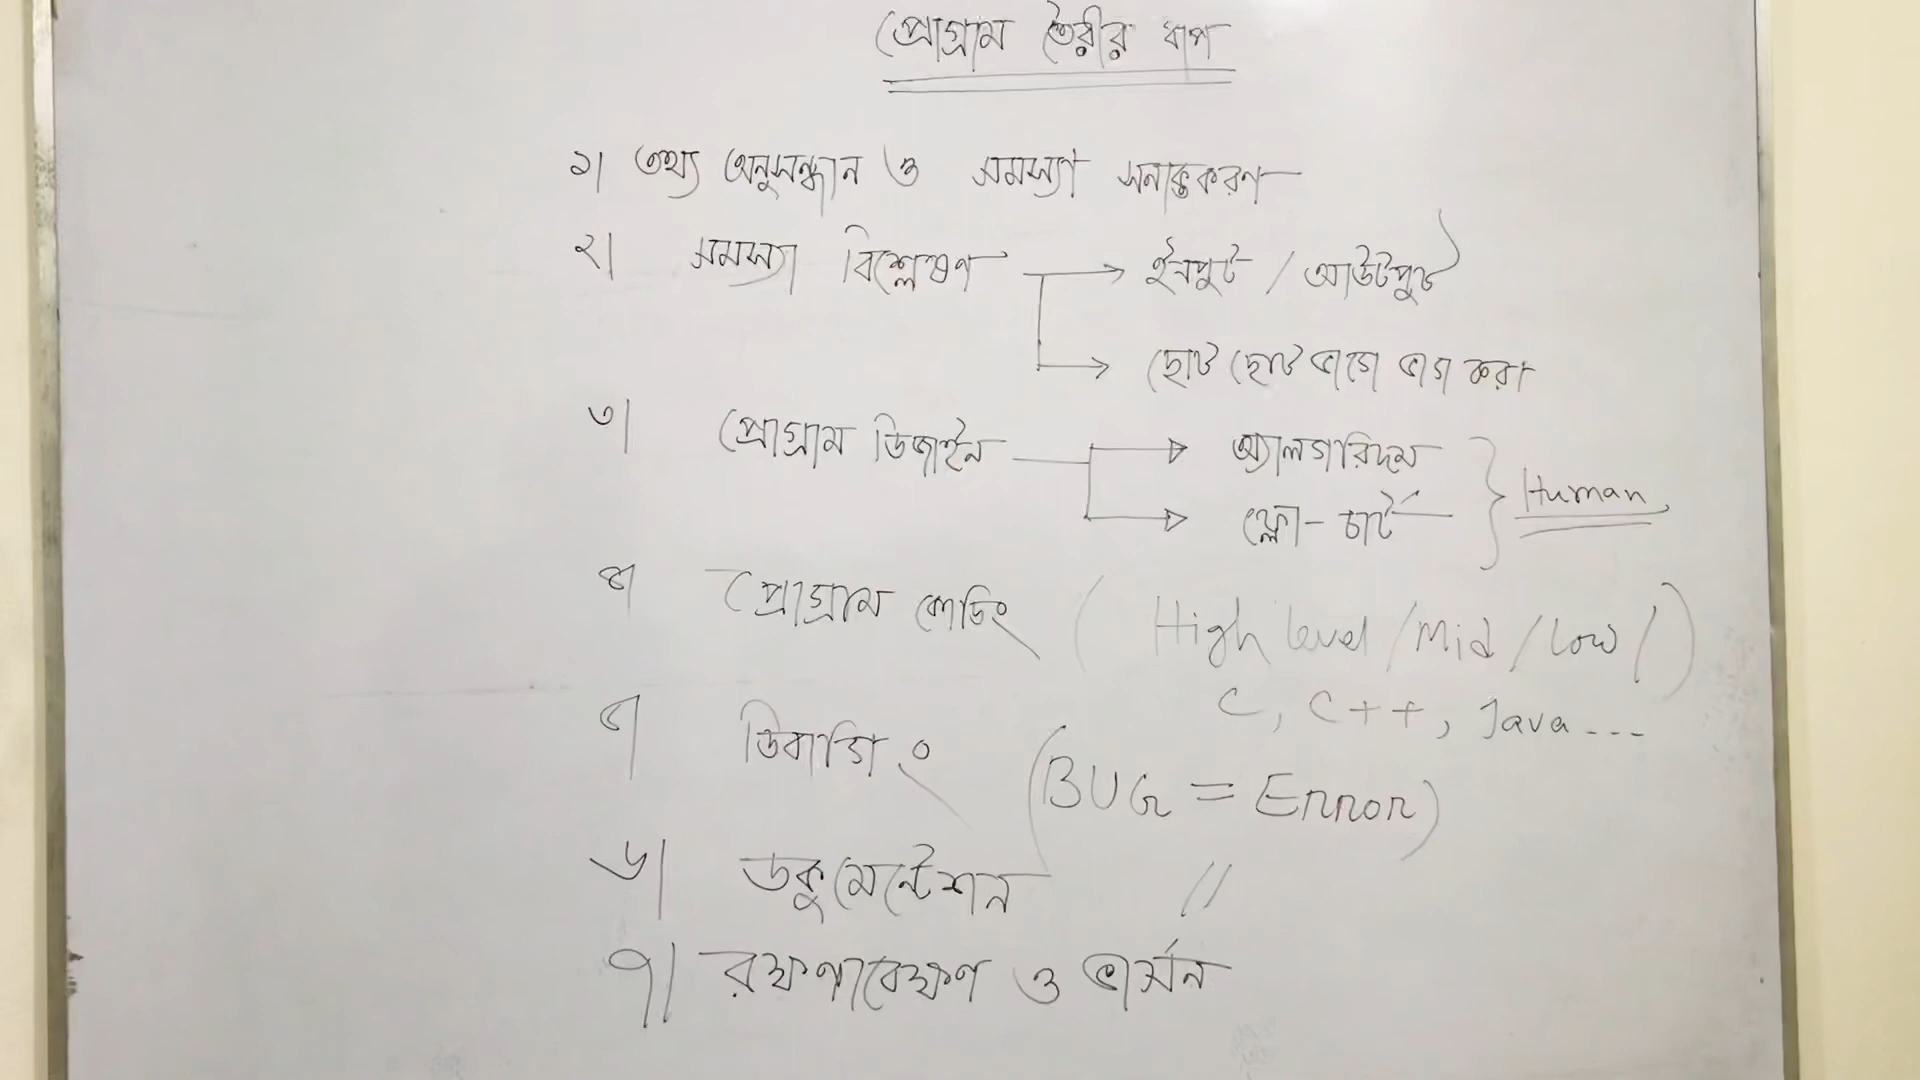 প্রোগ্রাম তৈরীর ধাপ
১। তথ্য অনুসন্ধান ও সমস্যা সনাক্তকরণ
২। সমস্যা বিশ্লেষণ → ইনপুট / আউটপুট
→ ছোট ছোট ভাগে ভাগ করা
৩। প্রোগ্রাম ডিজাইন → অ্যালগারিদম
→ ফ্লো-চার্ট } Human
৪। প্রোগ্রাম কোডিং ( High level / Mid / Low / )
C, C++, Java ---
৫। ডিবাগিং (BUG = Error)
৬। ডকুমেন্টেশন //
৭। রক্ষণাবেক্ষণ ও ভার্সন